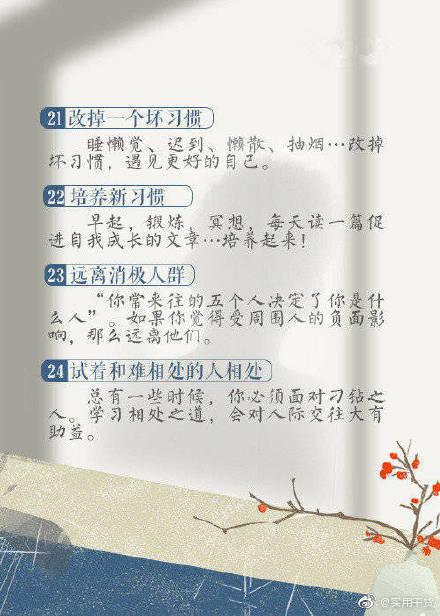 21 改掉一个坏习惯
睡懒觉、迟到、懒散、抽烟…改掉
坏习惯，遇见更好的自己。
22 培养新习惯
早起，锻炼，冥想，每天读一篇促
进自我成长的文章…培养起来！
23 远离消极人群
“你常来往的五个人决定了你是什
么人”。如果你觉得受周围人的负面影
响，那么远离他们。
24 试着和难相处的人相处
总有一些时候，你必须面对刁钻之
人。学习相处之道，会对人际交往大有
助益。
@实用干货